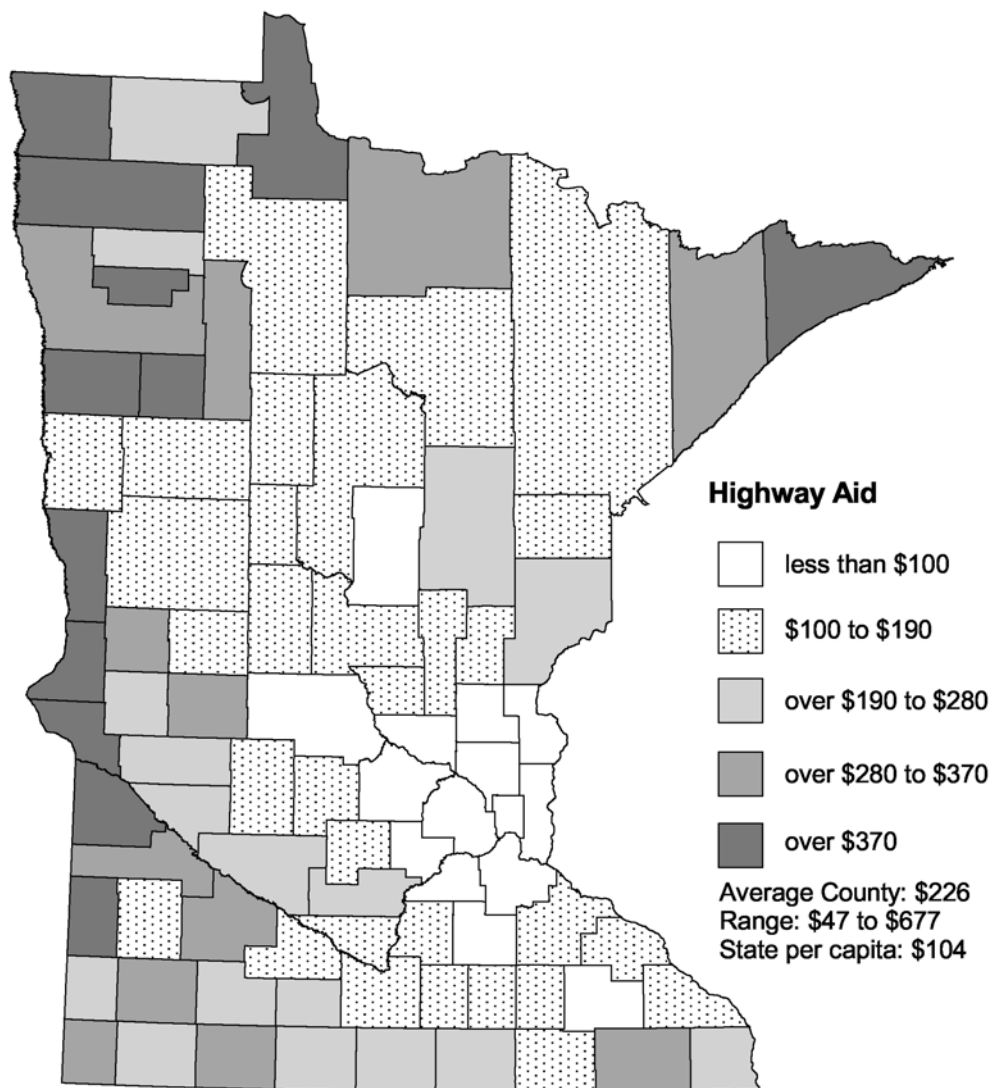 Highway Aid
less than $100
$100 to $190
over $190 to $280
over $280 to $370
over $370
Average County: $226
Range: $47 to $677
State per capita: $104